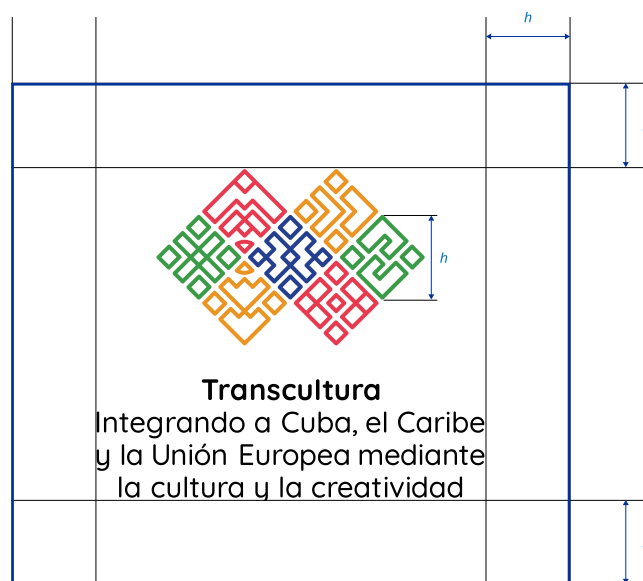 h
h
Transcultura
Integrando a Cuba, el Caribe
y la Unión Europea mediante
la cultura y la creatividad